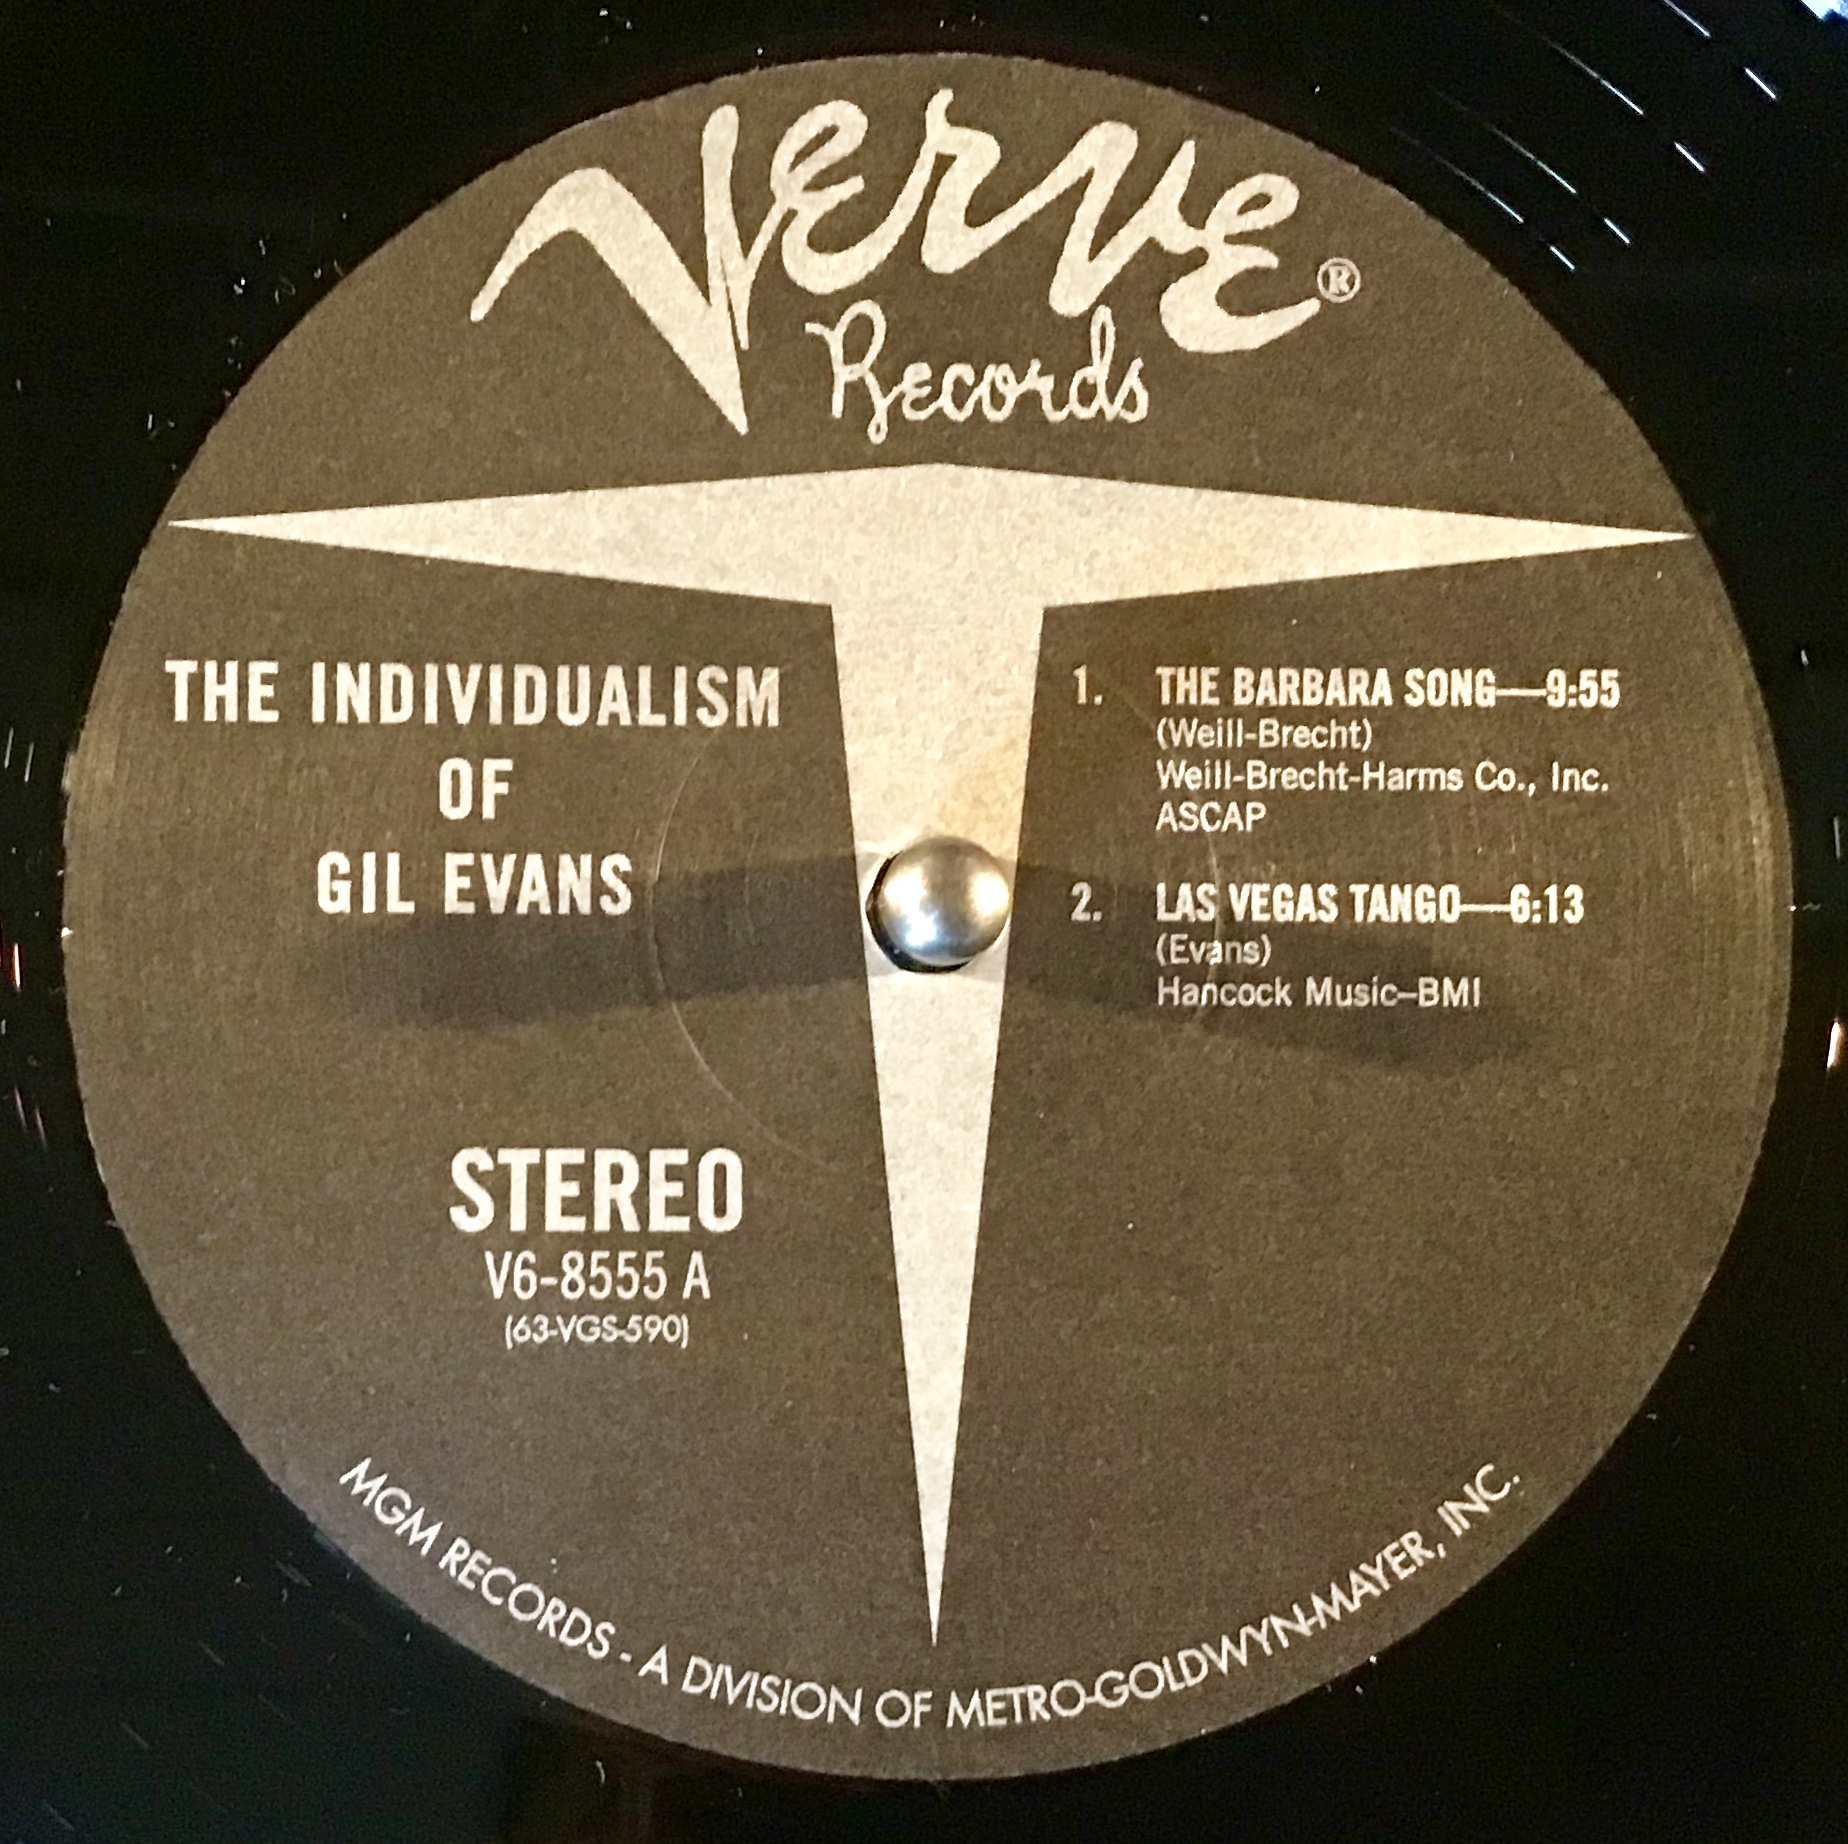 Verve®
Records
THE INDIVIDUALISM
OF
GIL EVANS
STEREO
V6-8555 A
(63-VGS-590)
1. THE BARBARA SONG—9:55
(Weill-Brecht)
Weill-Brecht-Harms Co., Inc.
ASCAP
2. LAS VEGAS TANGO—6:13
(Evans)
Hancock Music–BMI
MGM RECORDS - A DIVISION OF METRO-GOLDWYN-MAYER, INC.